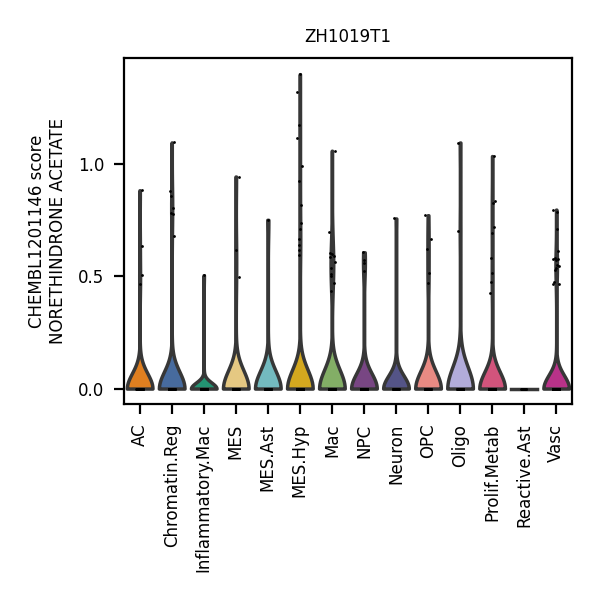 ZH1019T1
CHEMBL1201146 score
NORETHINDRONE ACETATE
1.0
0.5
0.0
AC
Chromatin.Reg
Inflammatory.Mac
MES
MES.Ast
MES.Hyp
Mac
NPC
Neuron
OPC
Oligo
Prolif.Metab
Reactive.Ast
Vasc